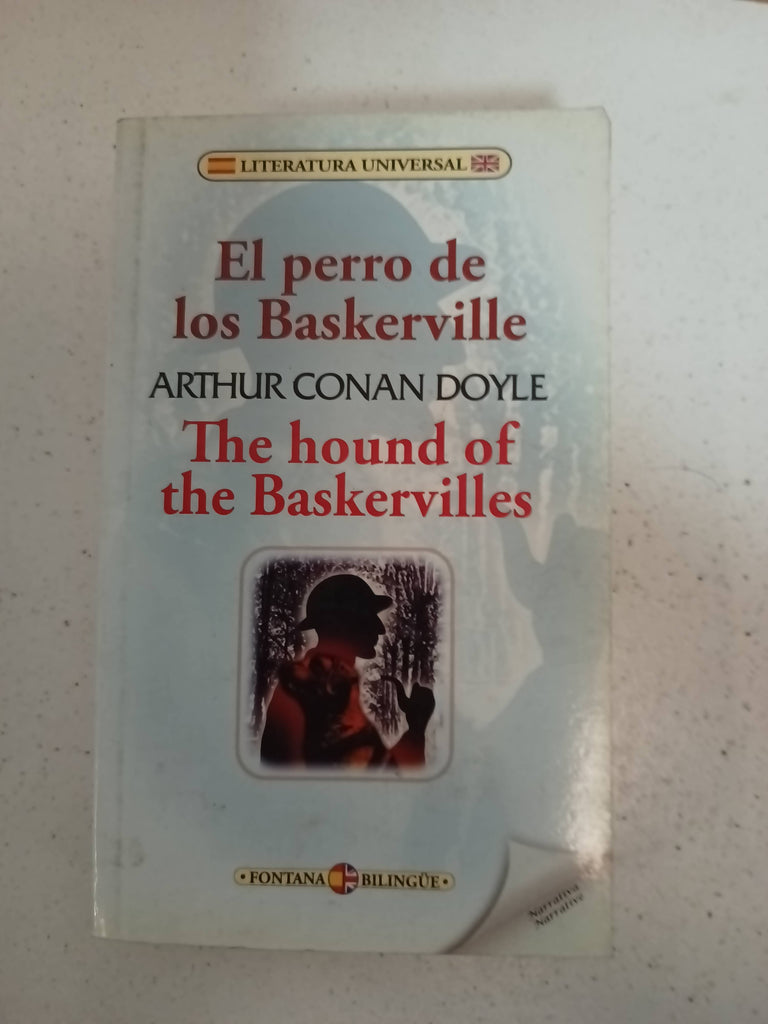 LITERATURA UNIVERSAL
El perro de
los Baskerville
ARTHUR CONAN DOYLE
The hound of
the Baskervilles
• FONTANA BILINGÜE •
Narrativa
Narrative